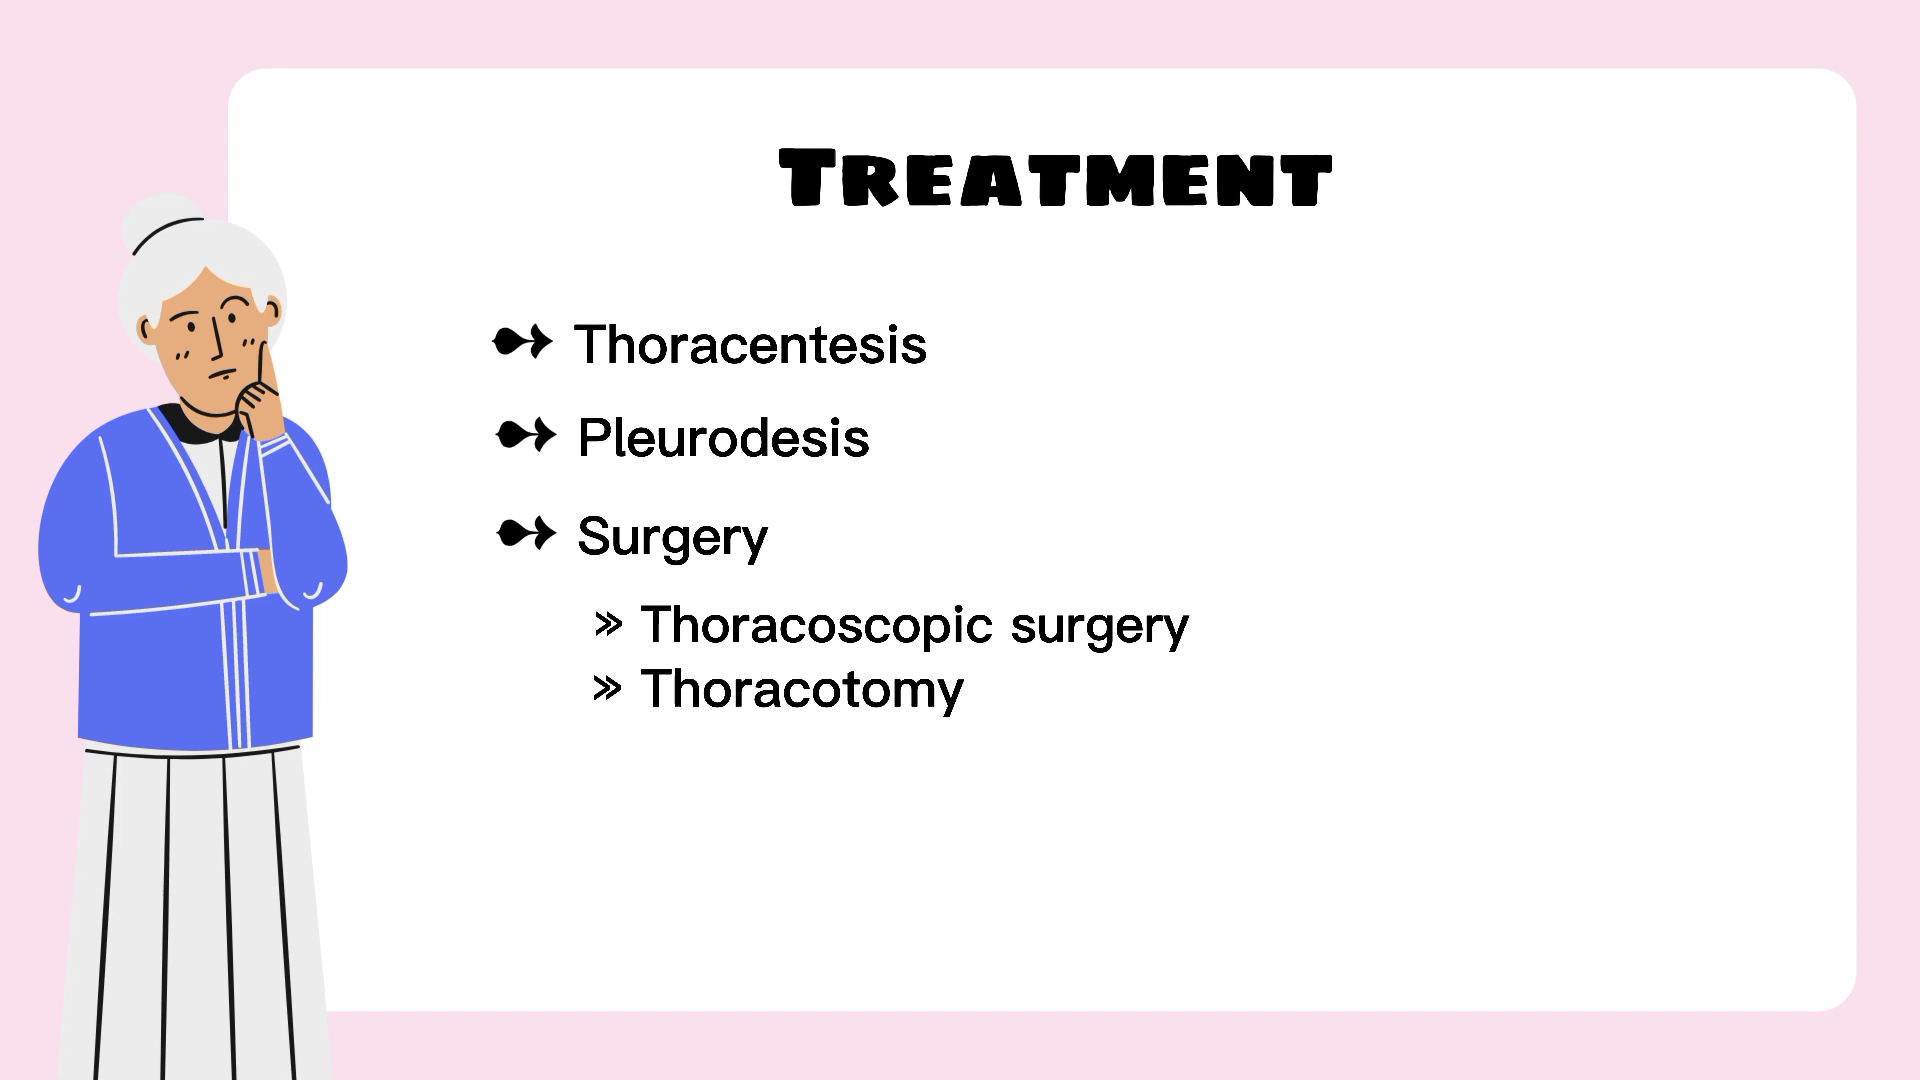 Treatment
➻ Thoracentesis
➻ Pleurodesis
➻ Surgery
» Thoracoscopic surgery
» Thoracotomy